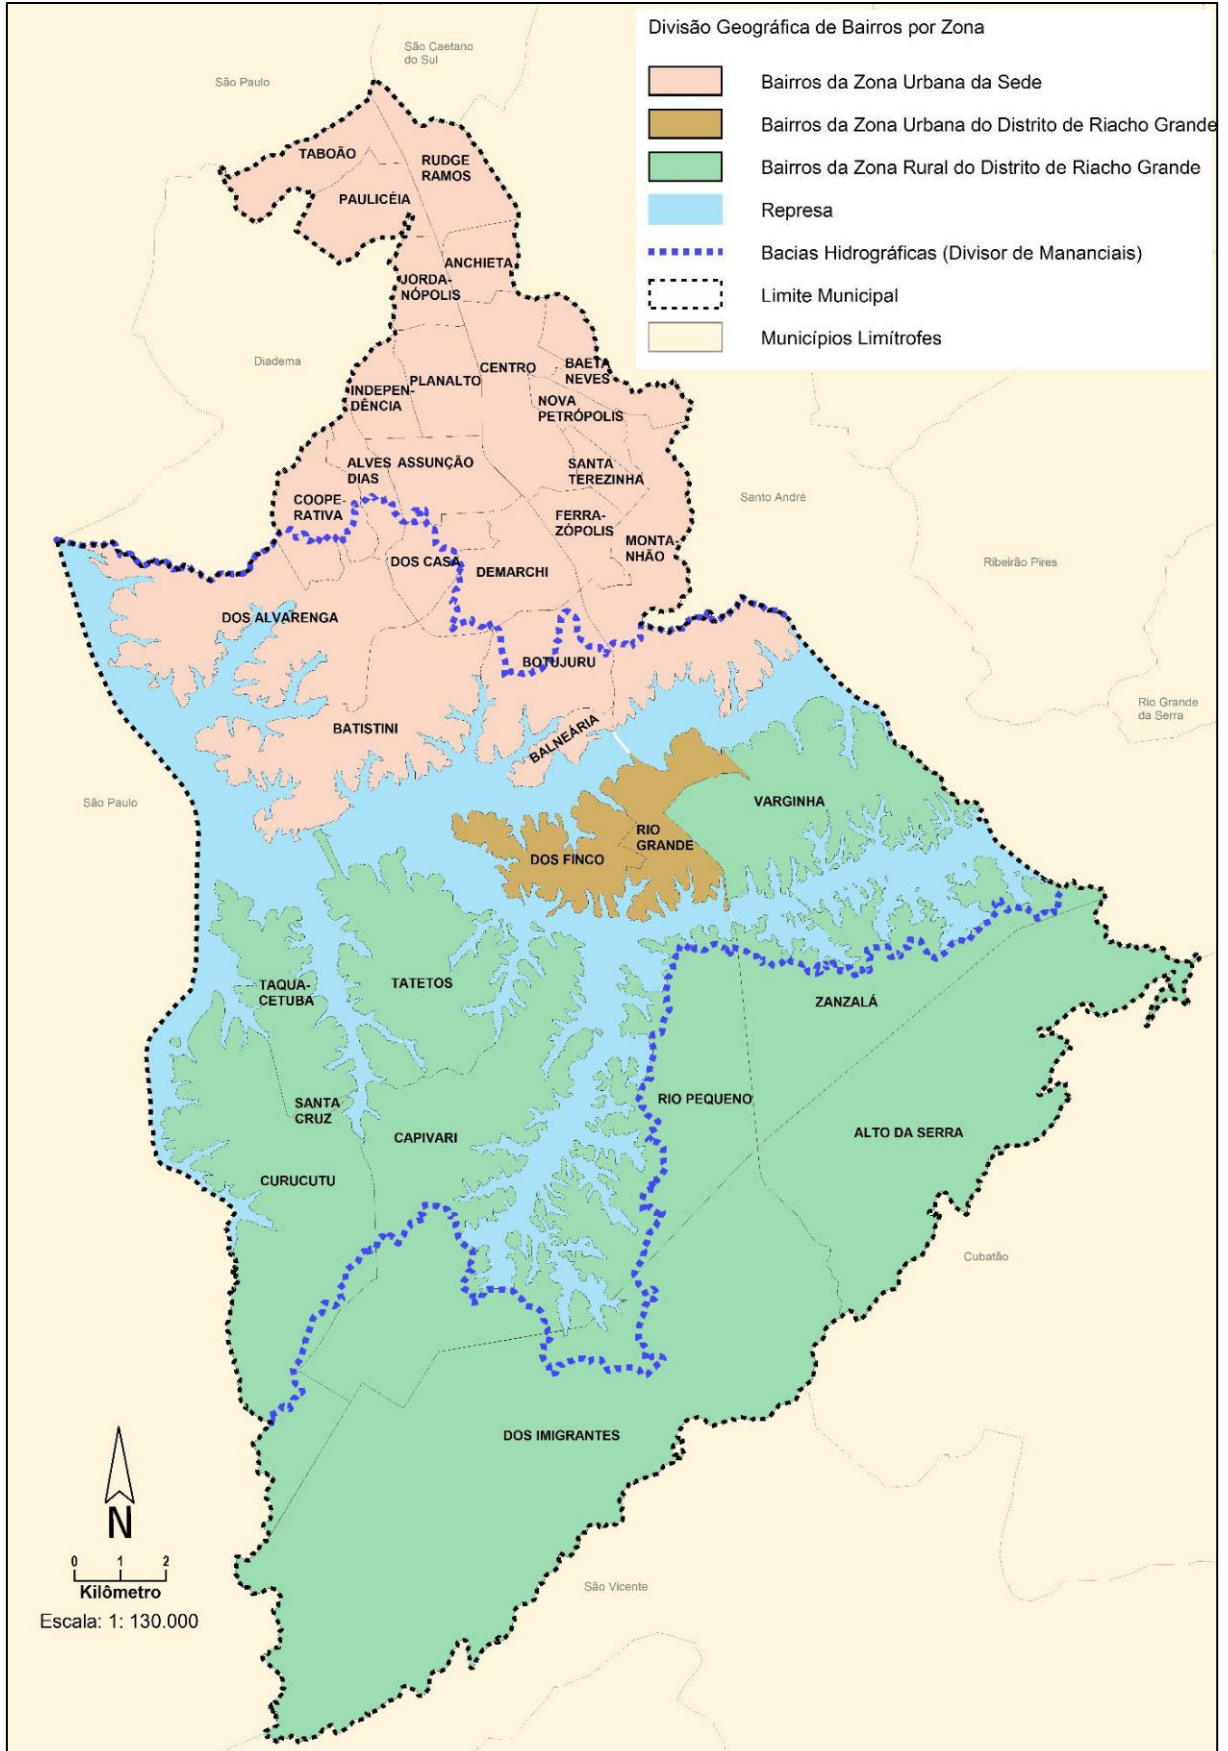 Divisão Geográfica de Bairros por Zona
Bairros da Zona Urbana da Sede
Bairros da Zona Urbana do Distrito de Riacho Grande
Bairros da Zona Rural do Distrito de Riacho Grande
Represa
Bacias Hidrográficas (Divisor de Mananciais)
Limite Municipal
Municípios Limítrofes
São Caetano
do Sul
São Paulo
TABOÃO
RUDGE
RAMOS
PAULICÉIA
ANCHIETA
JORDA-
NÓPOLIS
Diadema
CENTRO
BAETA
NEVES
PLANALTO
INDEPEN-
DÊNCIA
NOVA
PETRÓPOLIS
ALVES
DIAS
ASSUNÇÃO
SANTA
TEREZINHA
COOPE-
RATIVA
Santo André
FERRA-
ZÓPOLIS
MONTA-
NHÃO
DOS CASA
DEMARCHI
Ribeirão Pires
DOS ALVARENGA
BOTUJURU
BATISTINI
BALNEÁRIA
Rio Grande
da Serra
São Paulo
VARGINHA
RIO
GRANDE
DOS FINCO
TAQUA-
CETUBA
TATETOS
ZANZALÁ
SANTA
CRUZ
RIO PEQUENO
CAPIVARI
ALTO DA SERRA
CURUCUTU
Cubatão
DOS IMIGRANTES
N
0 1 2
Kilômetro
Escala: 1: 130.000
São Vicente